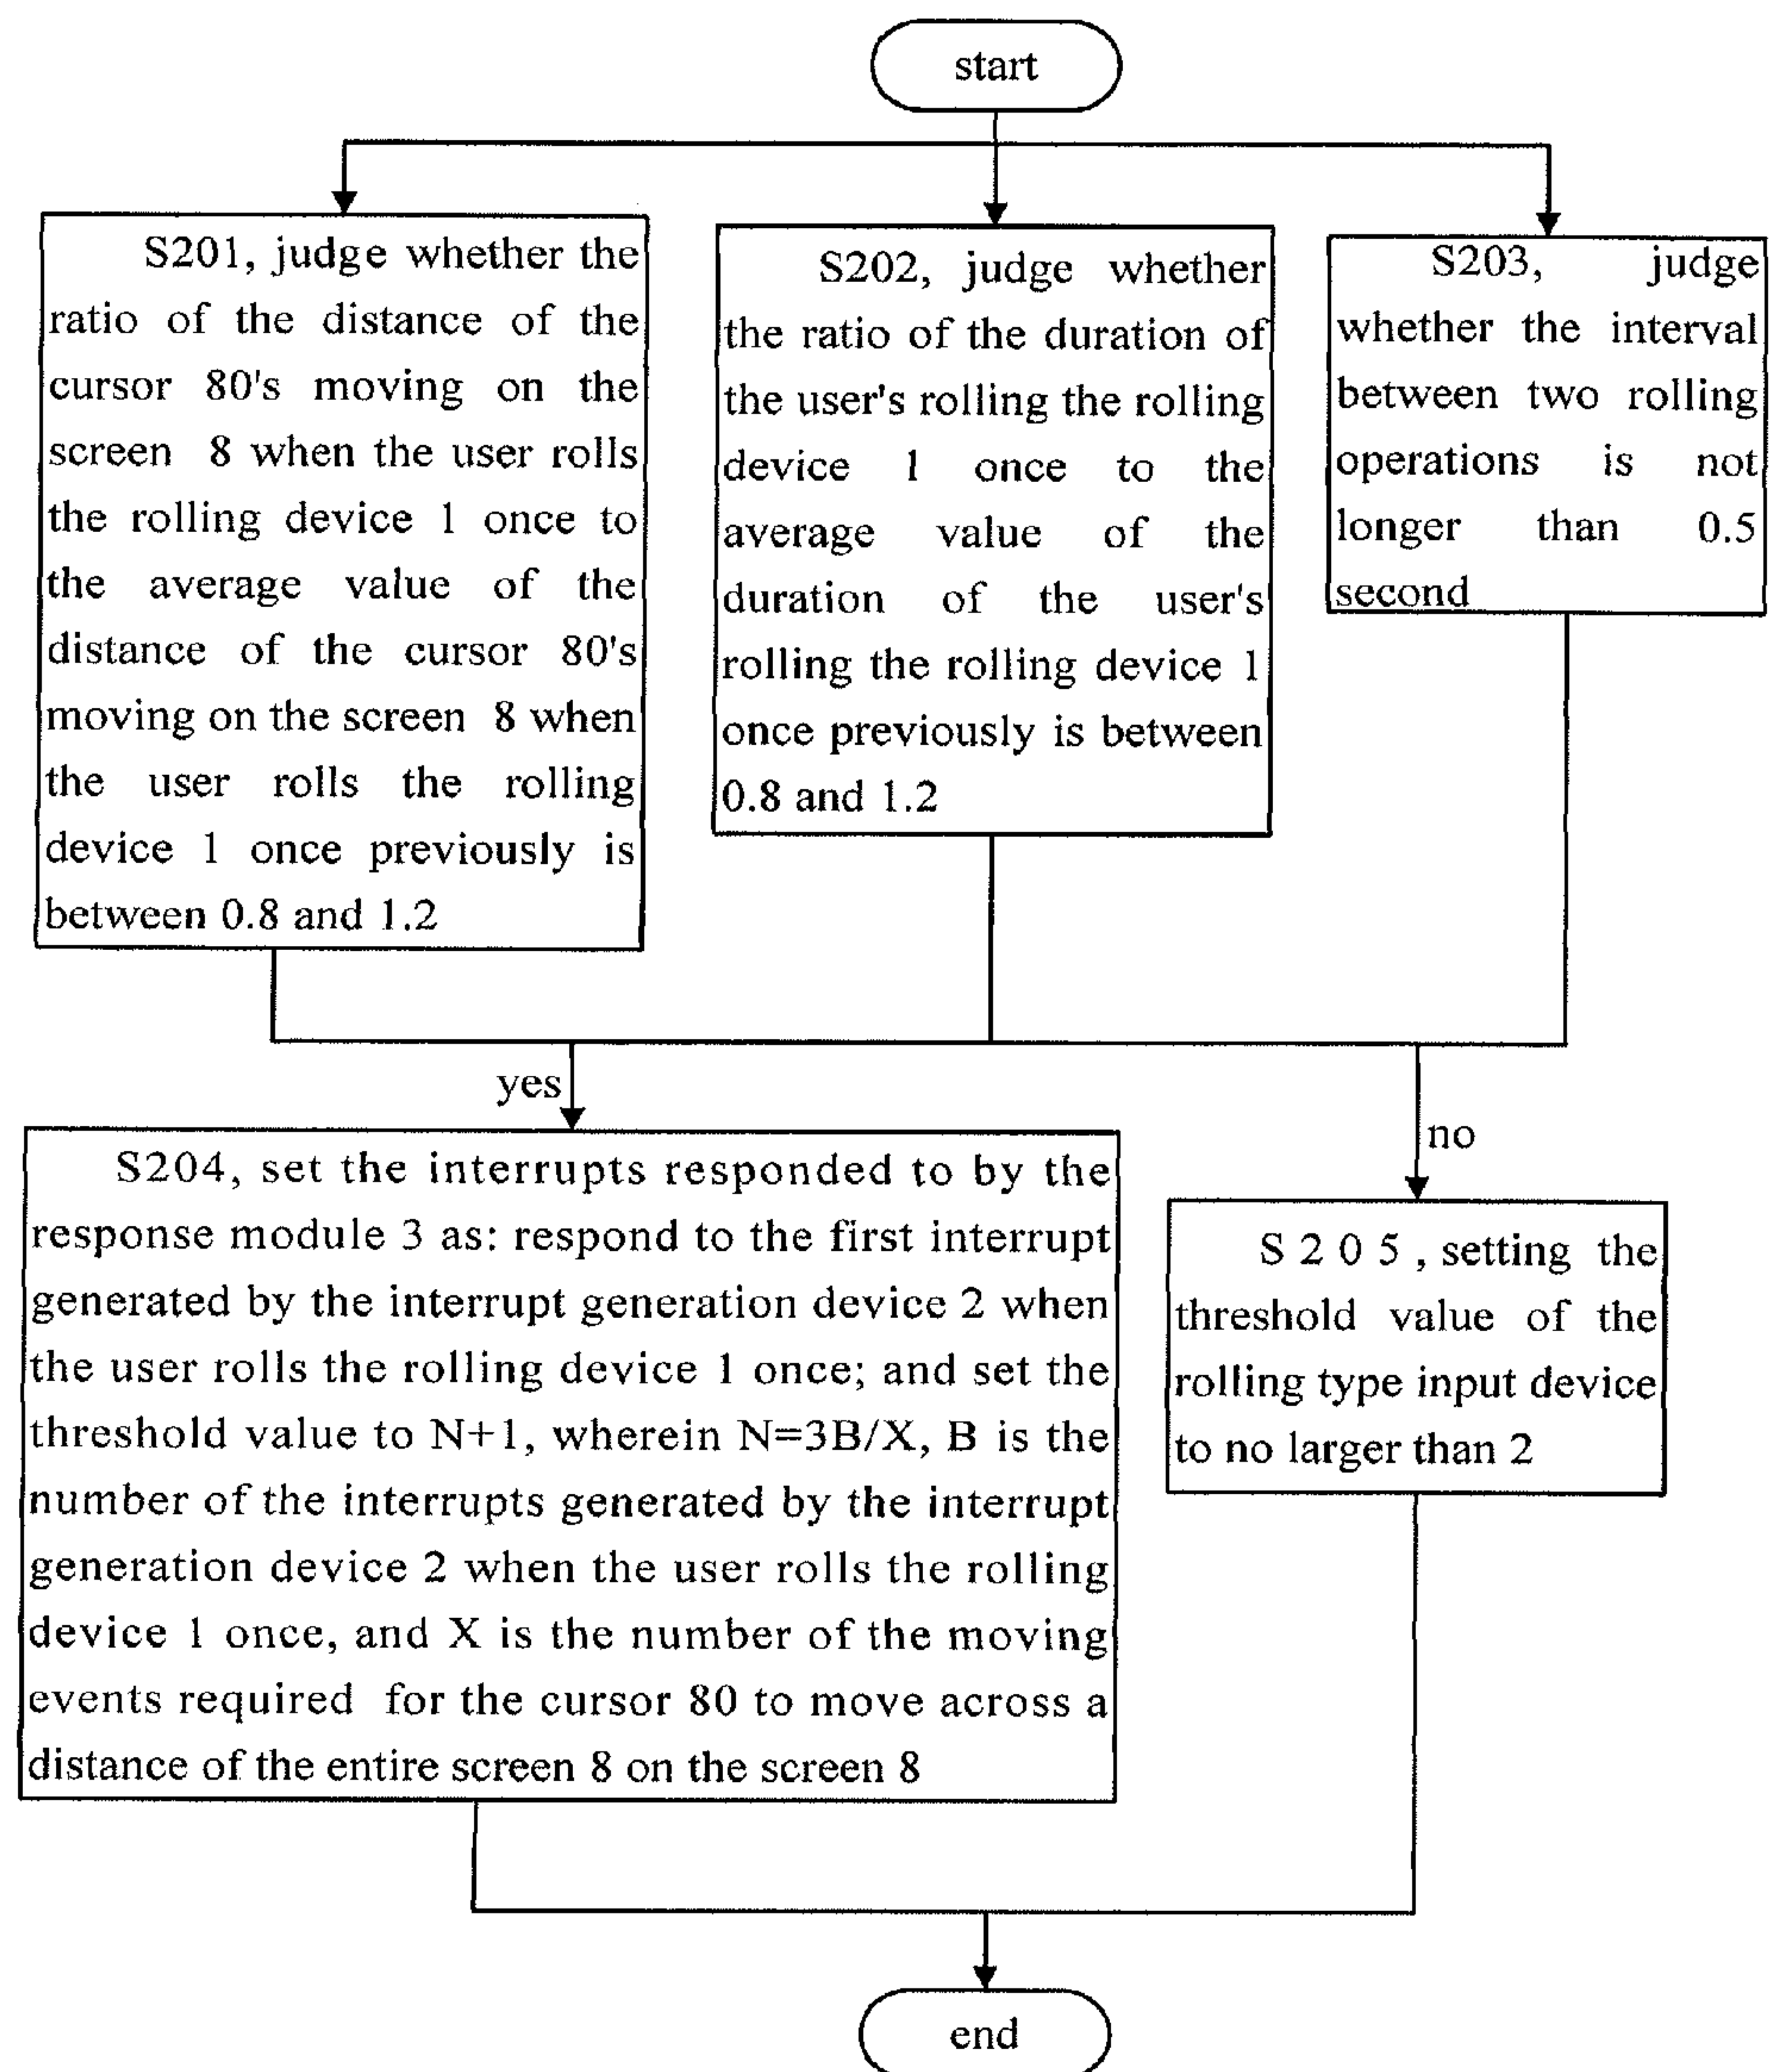 start
S201, judge whether the
ratio of the distance of the
cursor 80's moving on the
screen 8 when the user rolls
the rolling device 1 once to
the average value of the
distance of the cursor 80's
moving on the screen 8 when
the user rolls the rolling
device 1 once previously is
between 0.8 and 1.2
S202, judge whether
the ratio of the duration of
the user's rolling the rolling
device 1 once to the
average value of the
duration of the user's
rolling the rolling device 1
once previously is between
0.8 and 1.2
S203, judge
whether the interval
between two rolling
operations is not
longer than 0.5
second
yes
no
S204, set the interrupts responded to by the
response module 3 as: respond to the first interrupt
generated by the interrupt generation device 2 when
the user rolls the rolling device 1 once; and set the
threshold value to N+1, wherein N=3B/X, B is the
number of the interrupts generated by the interrupt
generation device 2 when the user rolls the rolling
device 1 once, and X is the number of the moving
events required for the cursor 80 to move across a
distance of the entire screen 8 on the screen 8
S 2 0 5 , setting the
threshold value of the
rolling type input device
to no larger than 2
end